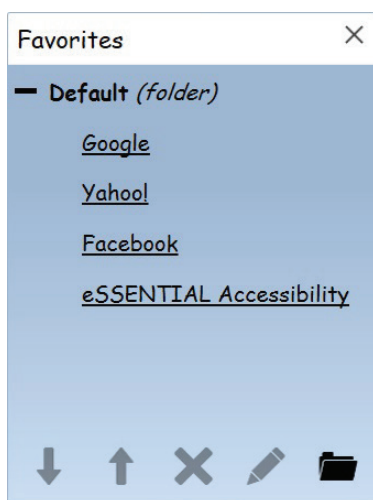 Favorites
Default (folder)
Google
Yahoo!
Facebook
eSSENTIAL Accessibility